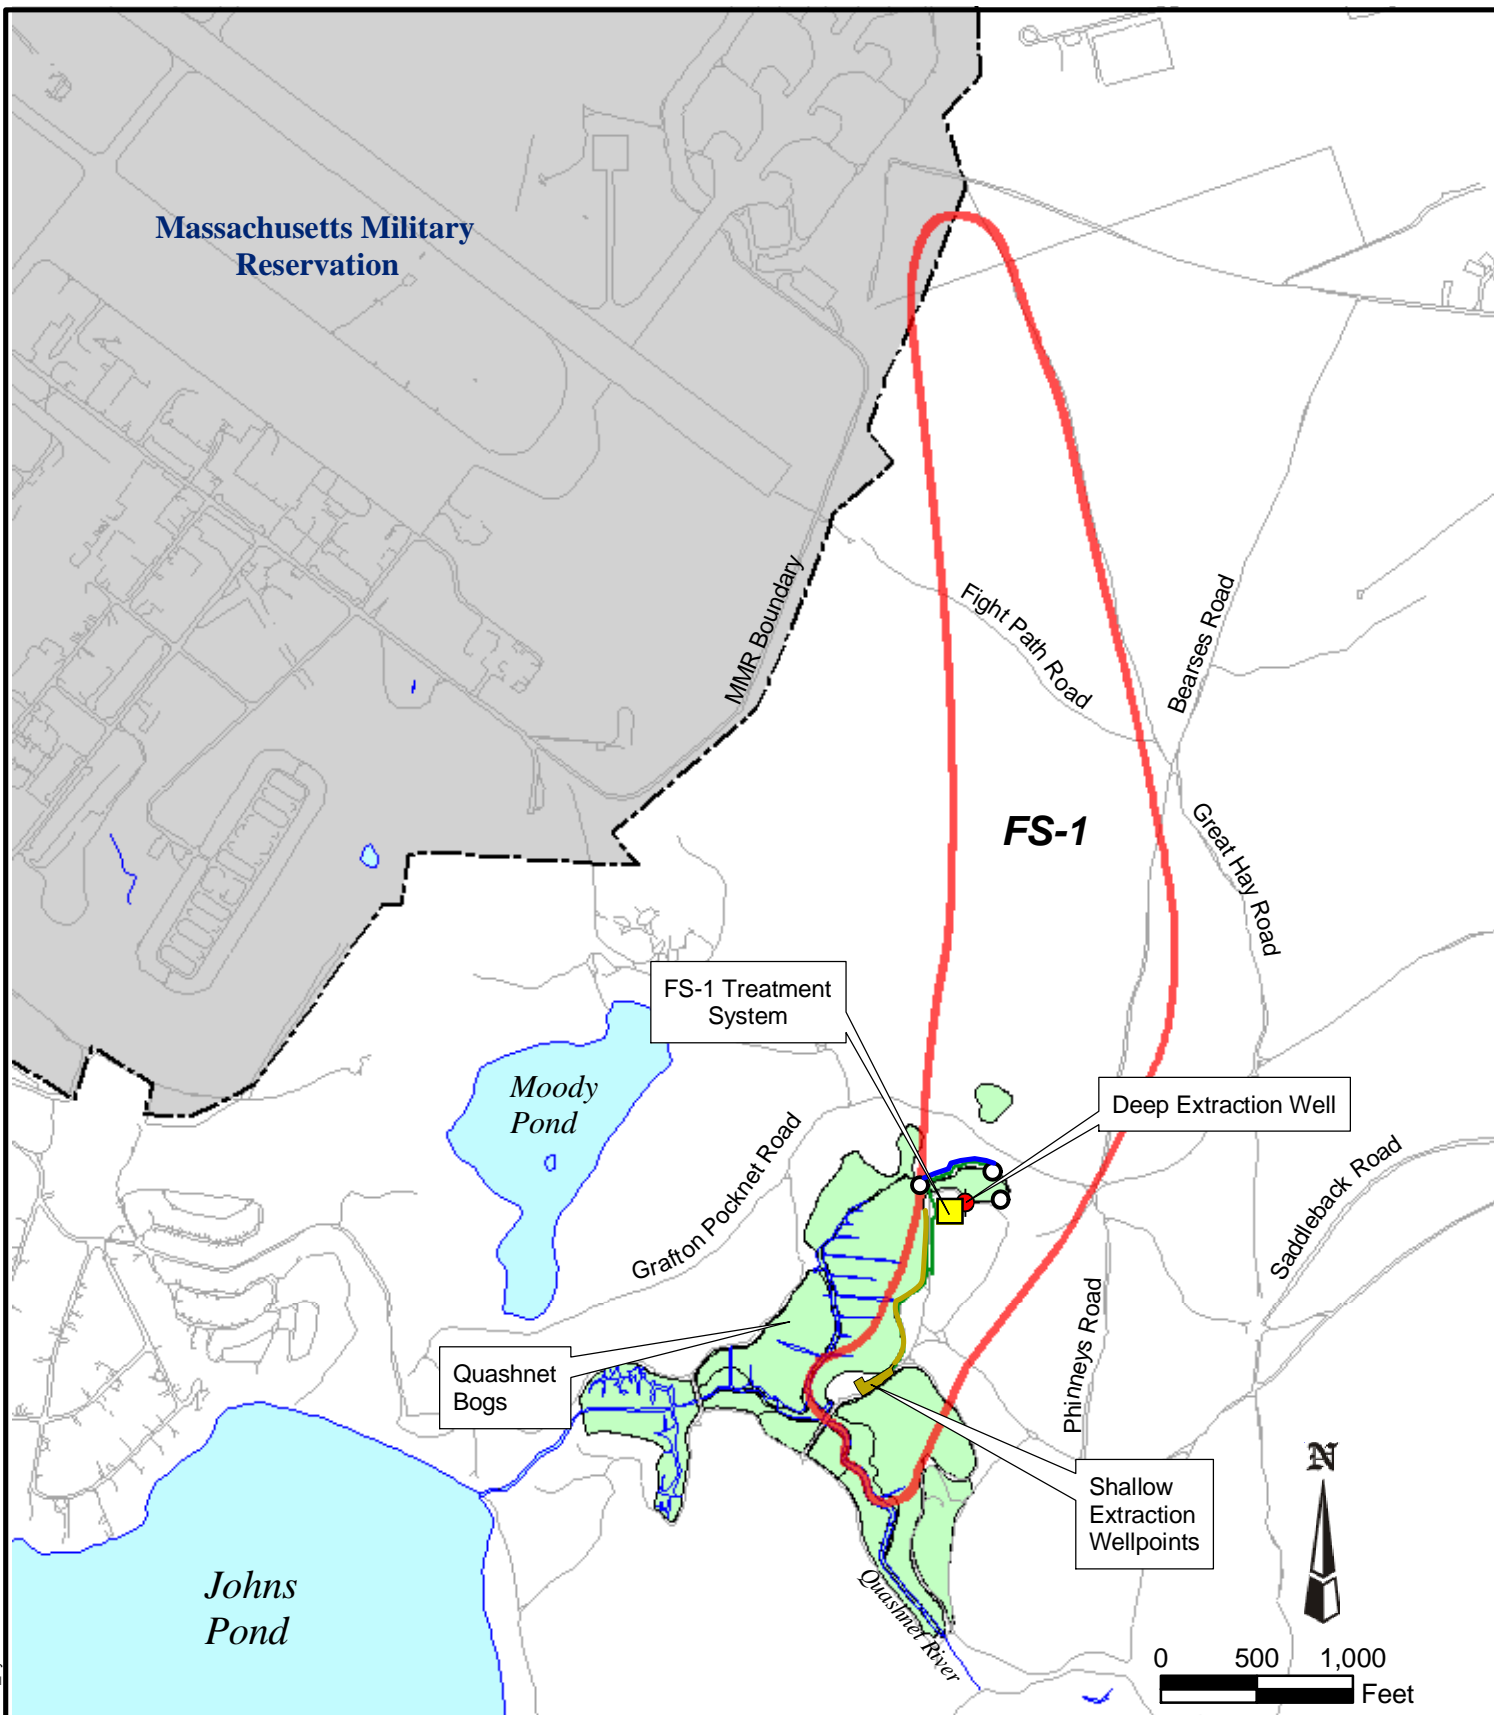 Massachusetts Military
Reservation
MMR Boundary
Fight Path Road
Bearses Road
FS-1
Great Hay Road
FS-1 Treatment
System
Moody
Pond
Deep Extraction Well
Grafton Pocknet Road
Saddleback Road
Phinneys Road
Quashnet
Bogs
N
Shallow
Extraction
Wellpoints
Johns
Pond
Quashnet River
0 500 1,000
Feet